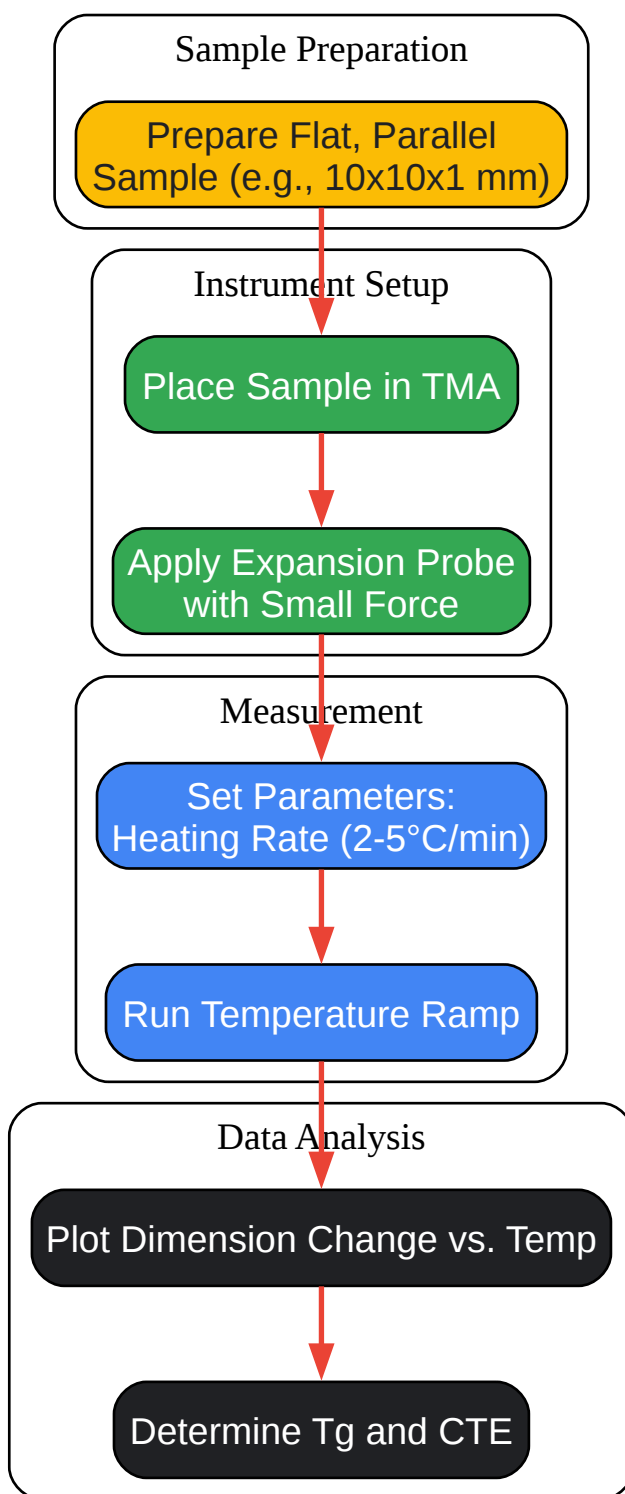 Sample Preparation
Prepare Flat, Parallel
Sample (e.g., 10x10x1 mm)
Instrument Setup
Place Sample in TMA
Apply Expansion Probe
with Small Force
Measurement
Set Parameters:
Heating Rate (2-5°C/min)
Run Temperature Ramp
Data Analysis
Plot Dimension Change vs. Temp
Determine Tg and CTE